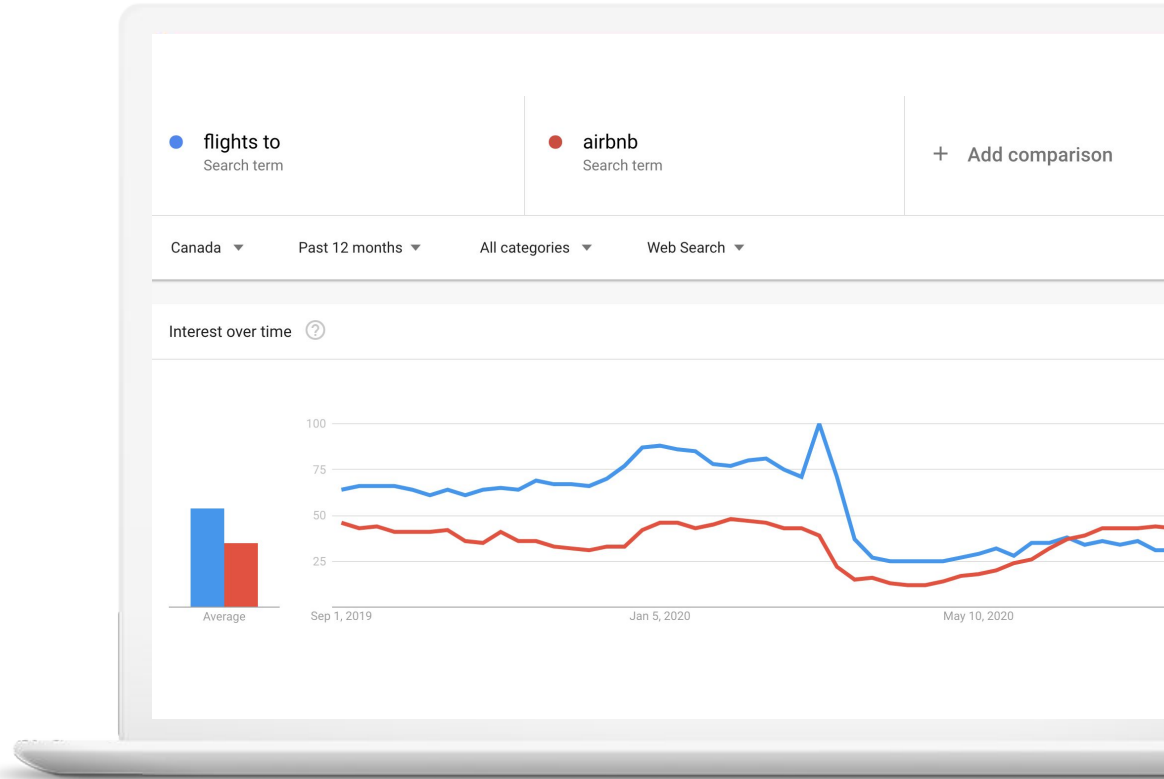 flights to
Search term
airbnb
Search term
+ Add comparison
Canada
Past 12 months
All categories
Web Search
Interest over time ?
100
75
50
25
Average
Sep 1, 2019
Jan 5, 2020
May 10, 2020